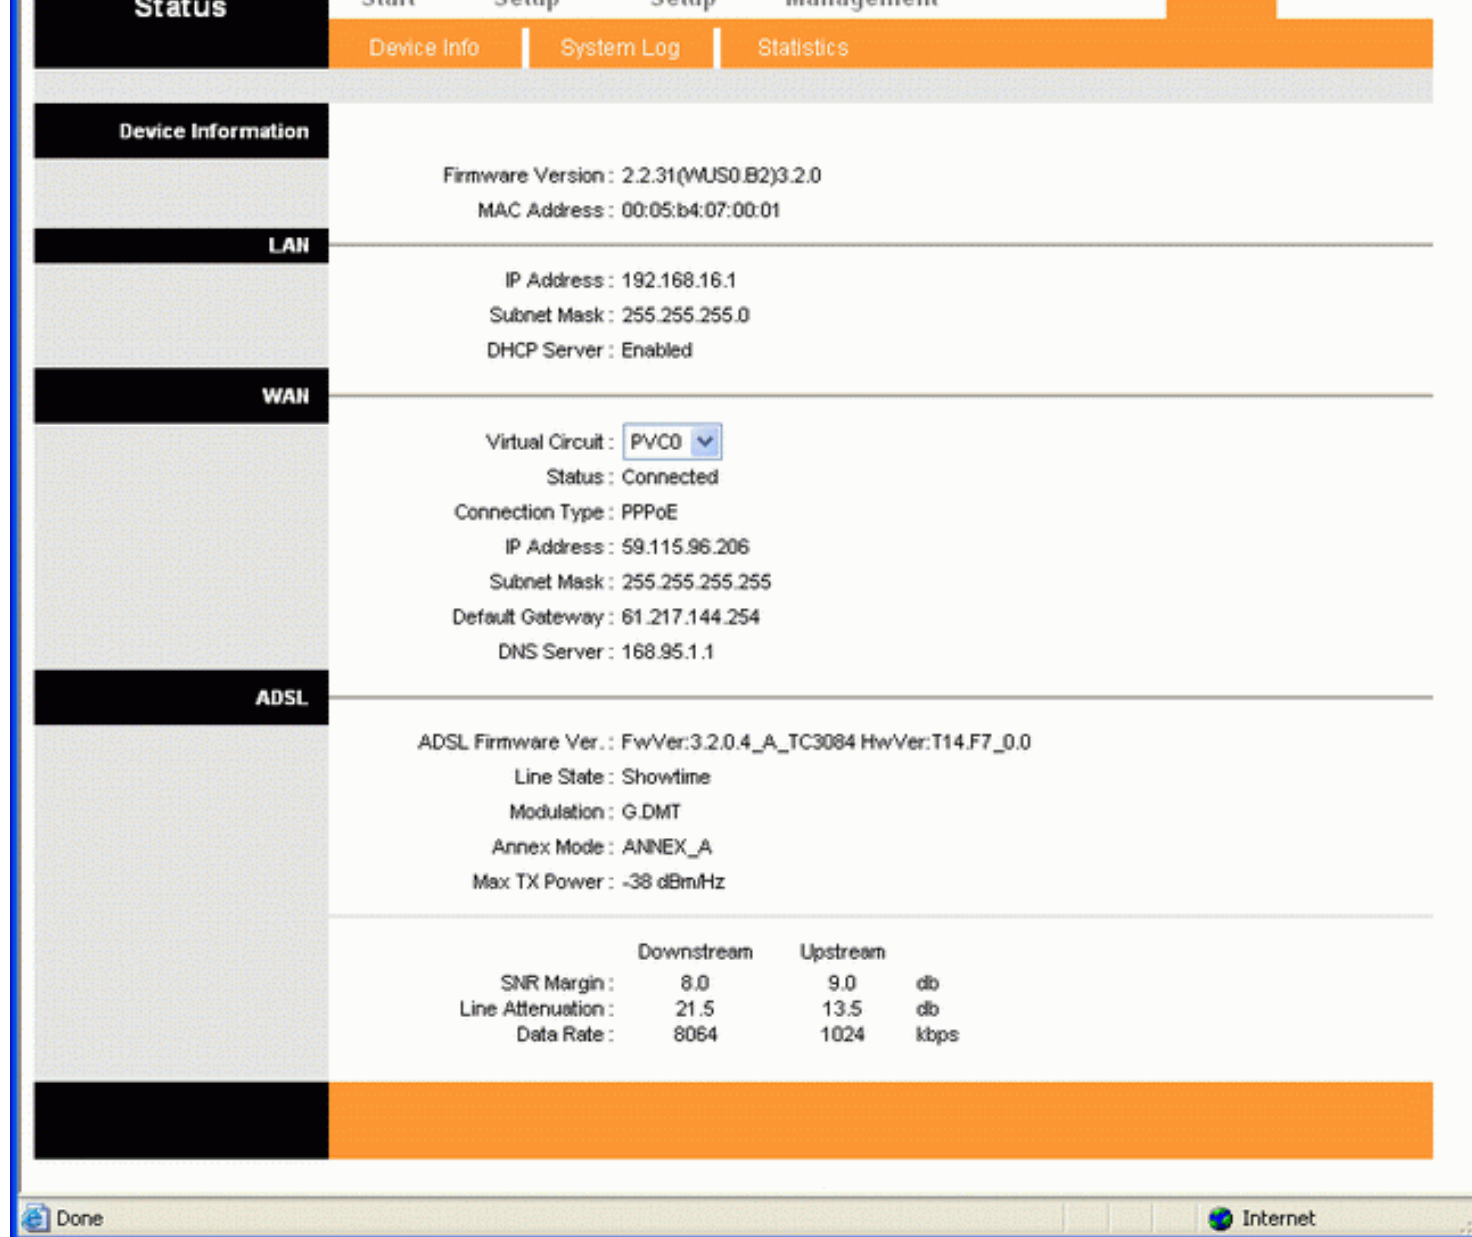 Status Start Setup Setup Management
Device Info System Log Statistics
Device Information
Firmware Version : 2.2.31(WUS0.B2)3.2.0
MAC Address : 00:05:b4:07:00:01
LAN
IP Address : 192.168.16.1
Subnet Mask : 255.255.255.0
DHCP Server : Enabled
WAN
Virtual Circuit : PVC0
Status : Connected
Connection Type : PPPoE
IP Address : 59.115.96.206
Subnet Mask : 255.255.255.255
Default Gateway : 61.217.144.254
DNS Server : 168.95.1.1
ADSL
ADSL Firmware Ver. : FwVer:3.2.0.4_A_TC3084 HwVer:T14.F7_0.0
Line State : Showtime
Modulation : G.DMT
Annex Mode : ANNEX_A
Max TX Power : -38 dBm/Hz
Downstream Upstream
SNR Margin : 8.0 9.0 db
Line Attenuation : 21.5 13.5 db
Data Rate : 8064 1024 kbps
Done Internet